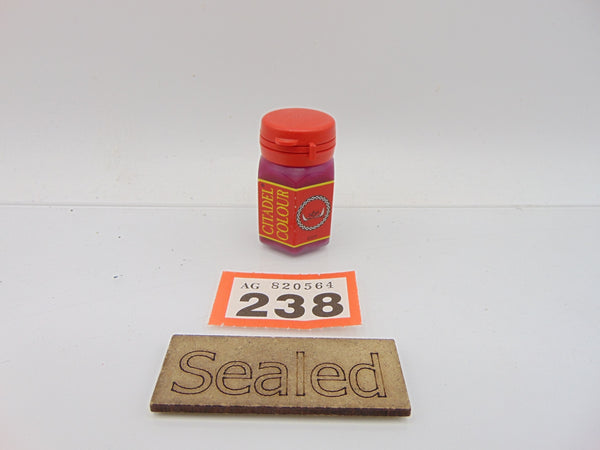 CITADEL
COLOUR
AG 820564
238
Sealed